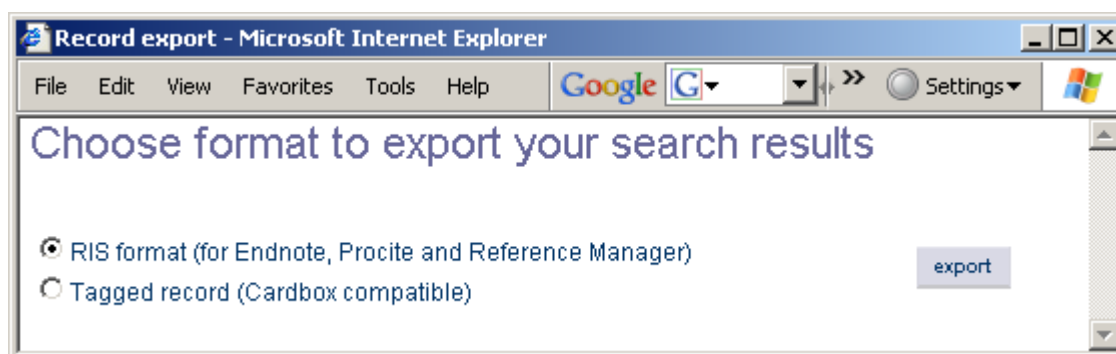 Record export - Microsoft Internet Explorer
File Edit View Favorites Tools Help Google G Settings
Choose format to export your search results
RIS format (for Endnote, Procite and Reference Manager)
export
Tagged record (Cardbox compatible)